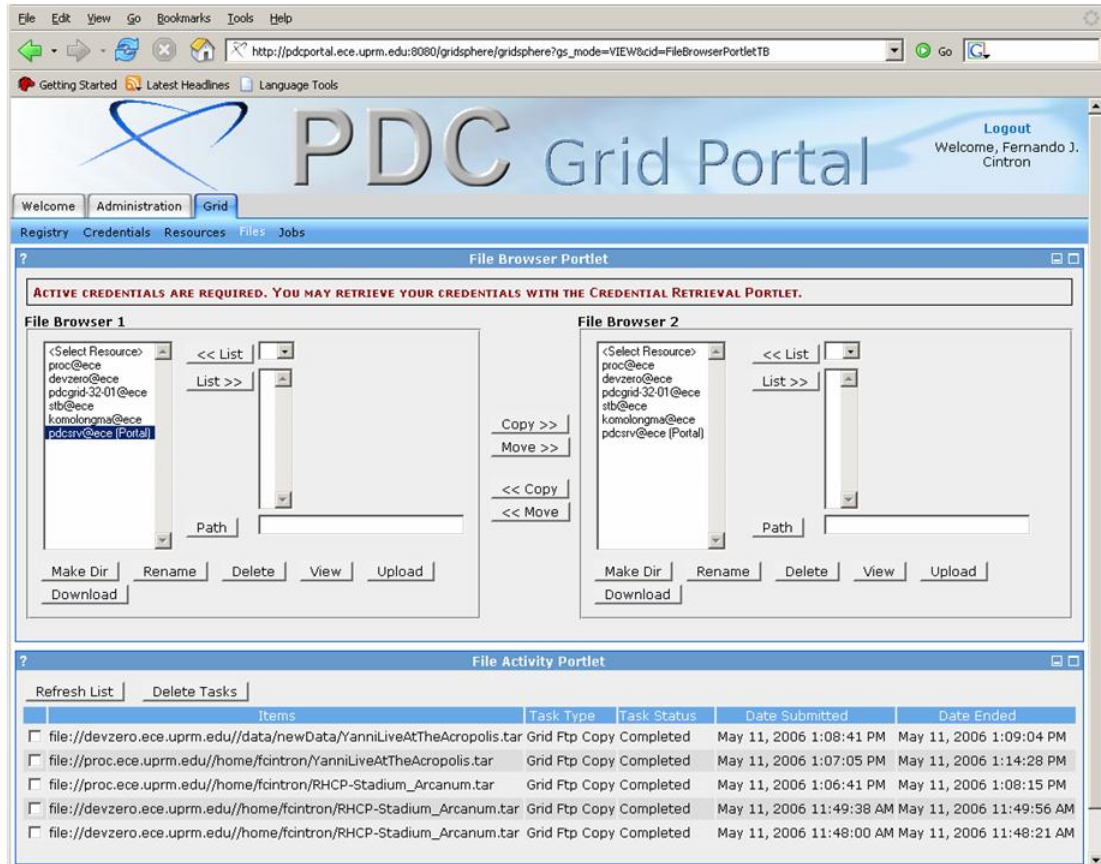 File Edit View Go Bookmarks Tools Help
http://pdcportal.ece.uprm.edu:8080/gridsphere/gridsphere?gs_mode=VIEW&cid=FileBrowserPortletTB Go G
Getting Started Latest Headlines Language Tools
PDC Grid Portal
Logout
Welcome, Fernando J.
Cintron
Welcome Administration Grid
Registry Credentials Resources Files Jobs
? File Browser Portlet
ACTIVE CREDENTIALS ARE REQUIRED. YOU MAY RETRIEVE YOUR CREDENTIALS WITH THE CREDENTIAL RETRIEVAL PORTLET.
File Browser 1
<Select Resource>
proc@ece
devzero@ece
pdcgrid-32-01@ece
stb@ece
komolongma@ece
pdcsrv@ece (Portal)
<< List
List >>
Path
Make Dir Rename Delete View Upload
Download
Copy >>
Move >>
<< Copy
<< Move
File Browser 2
<Select Resource>
proc@ece
devzero@ece
pdcgrid-32-01@ece
stb@ece
komolongma@ece
pdcsrv@ece (Portal)
<< List
List >>
Path
Make Dir Rename Delete View Upload
Download
? File Activity Portlet
Refresh List Delete Tasks
Items Task Type Task Status Date Submitted Date Ended
file://devzero.ece.uprm.edu//data/newData/YanniLiveAtTheAcropolis.tar Grid Ftp Copy Completed May 11, 2006 1:08:41 PM May 11, 2006 1:09:04 PM
file://proc.ece.uprm.edu//home/fcintron/YanniLiveAtTheAcropolis.tar Grid Ftp Copy Completed May 11, 2006 1:07:05 PM May 11, 2006 1:14:28 PM
file://proc.ece.uprm.edu//home/fcintron/RHCP-Stadium_Arcanum.tar Grid Ftp Copy Completed May 11, 2006 1:06:41 PM May 11, 2006 1:08:15 PM
file://devzero.ece.uprm.edu//home/fcintron/RHCP-Stadium_Arcanum.tar Grid Ftp Copy Completed May 11, 2006 11:49:38 AM May 11, 2006 11:49:56 AM
file://devzero.ece.uprm.edu//home/fcintron/RHCP-Stadium_Arcanum.tar Grid Ftp Copy Completed May 11, 2006 11:48:00 AM May 11, 2006 11:48:21 AM